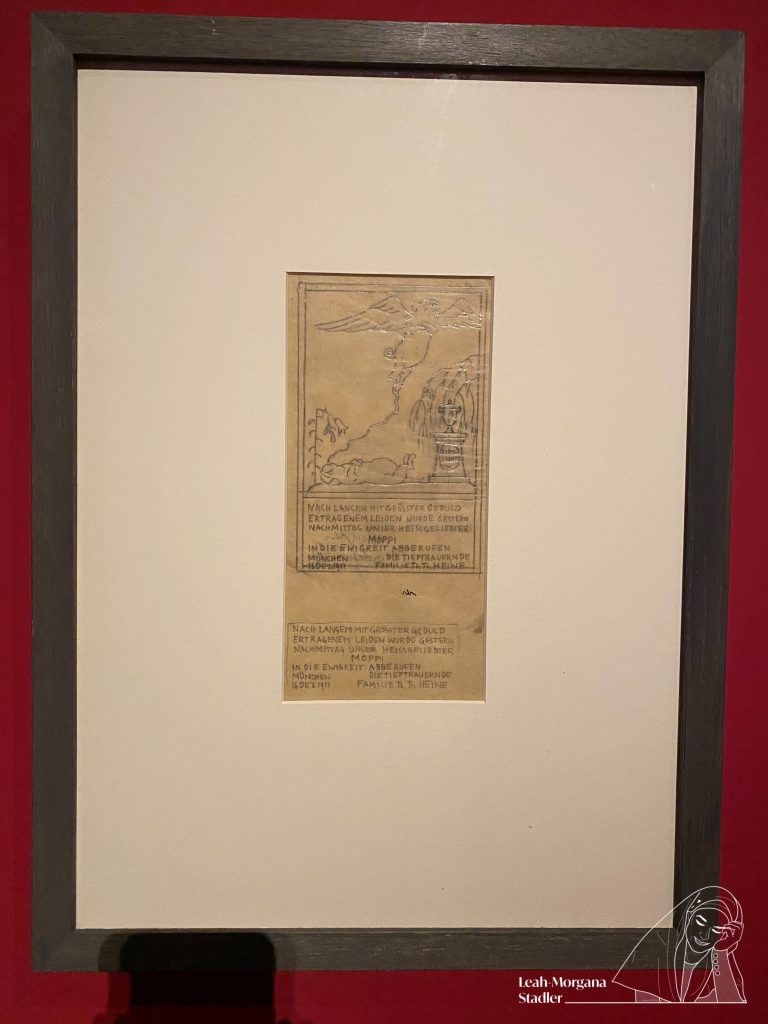 NACH LANGEM MIT GRÖSSTER GEDULD
ERTRAGENEM LEIDEN WURDE GESTERN
NACHMITTAG UNSER HEISSGELIEBTER
MOPPI
IN DIE EWIGKEIT ABBERUFEN
MÜNCHEN DIE TIEFTRAUERNDE
16 DEZ 1911 FAMILIE TH. TH. HEINE
NACH LANGEM MIT GRÖSSTER GEDULD
ERTRAGENEM LEIDEN WURDE GESTERN
NACHMITTAG UNSER HEISSGELIEBTER
MOPPI
IN DIE EWIGKEIT ABBERUFEN
MÜNCHEN DIE TIEFTRAUERNDE
16 DEZ 1911 FAMILIE TH. TH. HEINE
Leah-Morgana
Stadler